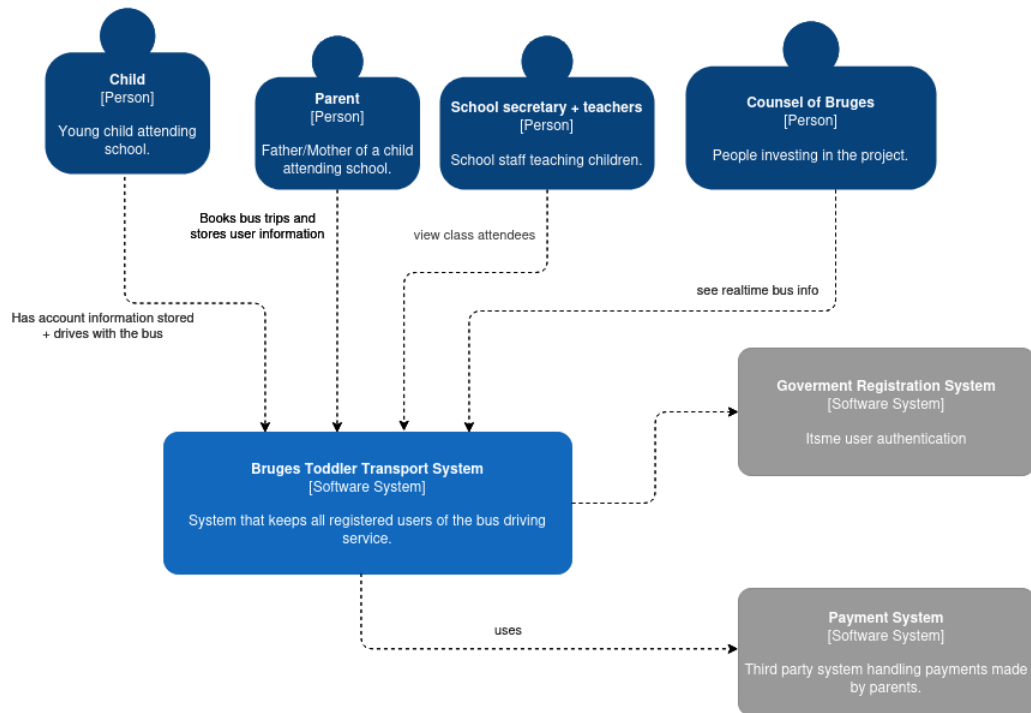 Child
[Person]
Young child attending
school.
Parent
[Person]
Father/Mother of a child
attending school.
School secretary + teachers
[Person]
School staff teaching children.
Counsel of Bruges
[Person]
People investing in the project.
Books bus trips and
stores user information
view class attendees
see realtime bus info
Has account information stored
+ drives with the bus
Goverment Registration System
[Software System]
Itsme user authentication
Bruges Toddler Transport System
[Software System]
System that keeps all registered users of the bus driving
service.
uses
Payment System
[Software System]
Third party system handling payments made
by parents.